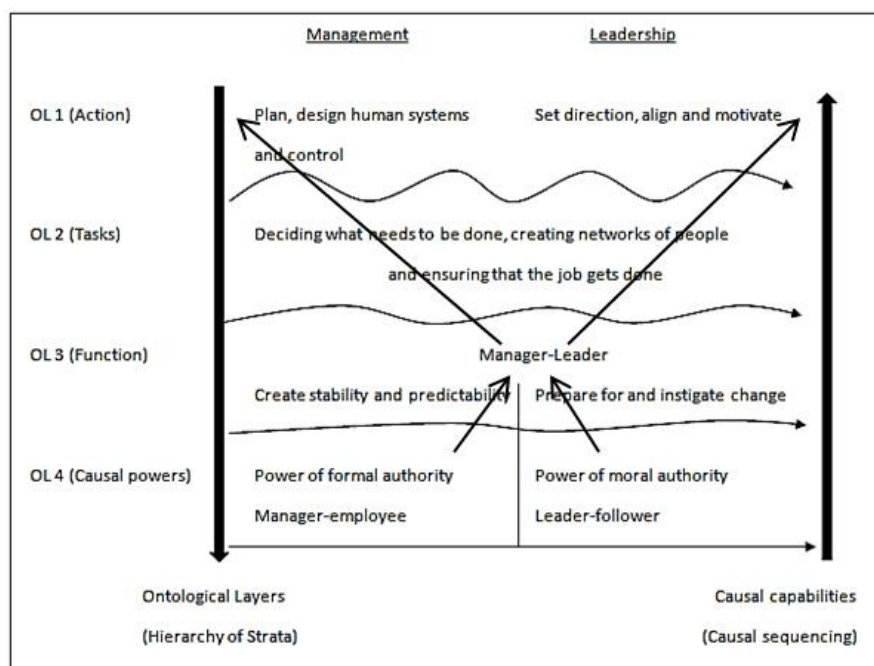 Management Leadership
OL 1 (Action) Plan, design human systems Set direction, align and motivate
and control
OL 2 (Tasks) Deciding what needs to be done, creating networks of people
and ensuring that the job gets done
OL 3 (Function) Manager-Leader
Create stability and predictability Prepare for and instigate change
OL 4 (Causal powers) Power of formal authority Power of moral authority
Manager-employee Leader-follower
Ontological Layers Causal capabilities
(Hierarchy of Strata) (Causal sequencing)